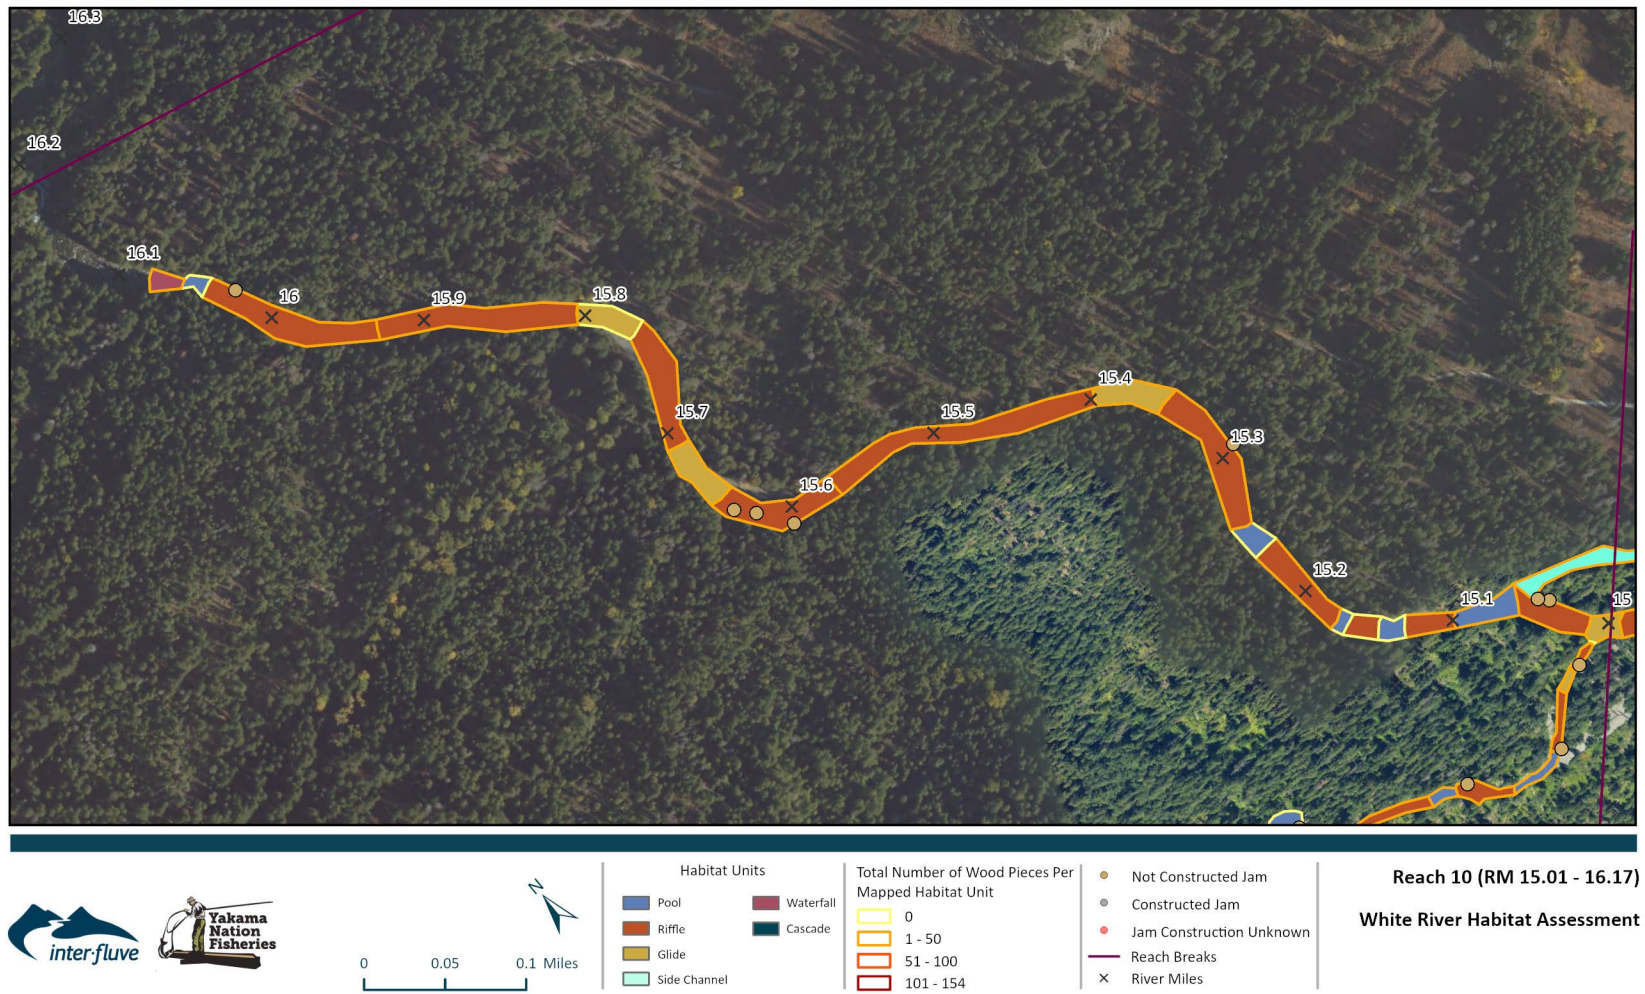 16.3
16.2
16.1
16
15.9
15.8
15.7
15.6
15.5
15.4
15.3
15.2
15.1
15
inter-fluve
Yakama
Nation
Fisheries
N
0 0.05 0.1 Miles
Habitat Units
Pool
Riffle
Glide
Side Channel
Waterfall
Cascade
Total Number of Wood Pieces Per
Mapped Habitat Unit
0
1 - 50
51 - 100
101 - 154
Not Constructed Jam
Constructed Jam
Jam Construction Unknown
Reach Breaks
River Miles
Reach 10 (RM 15.01 - 16.17)
White River Habitat Assessment